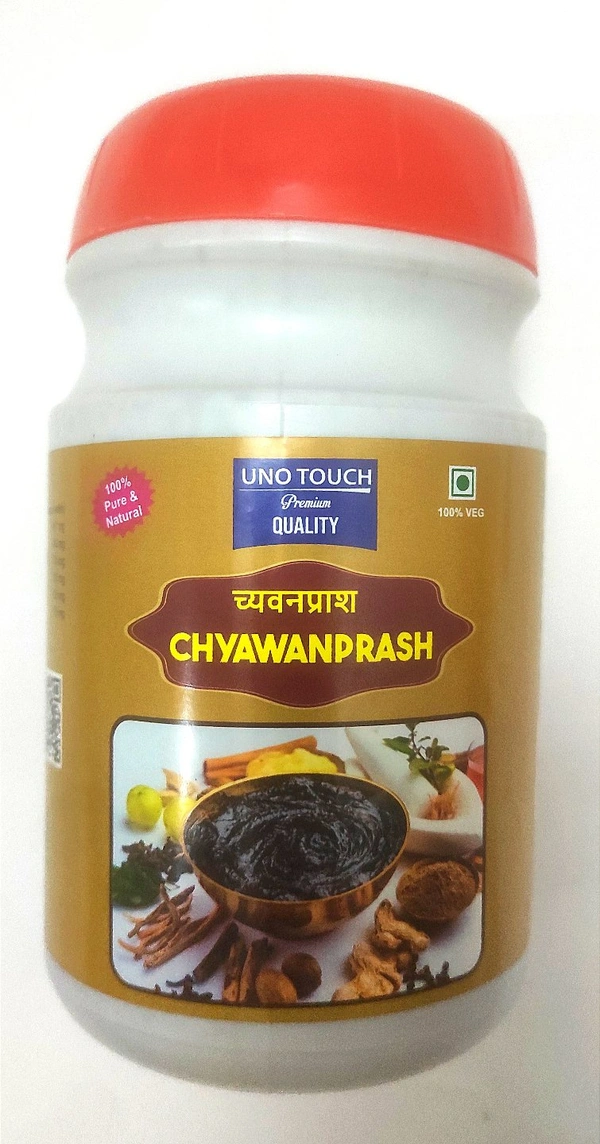 100%
Pure &
Natural
UNO TOUCH
Premium
QUALITY
100% VEG
च्यवनप्राश
CHYAWANPRASH